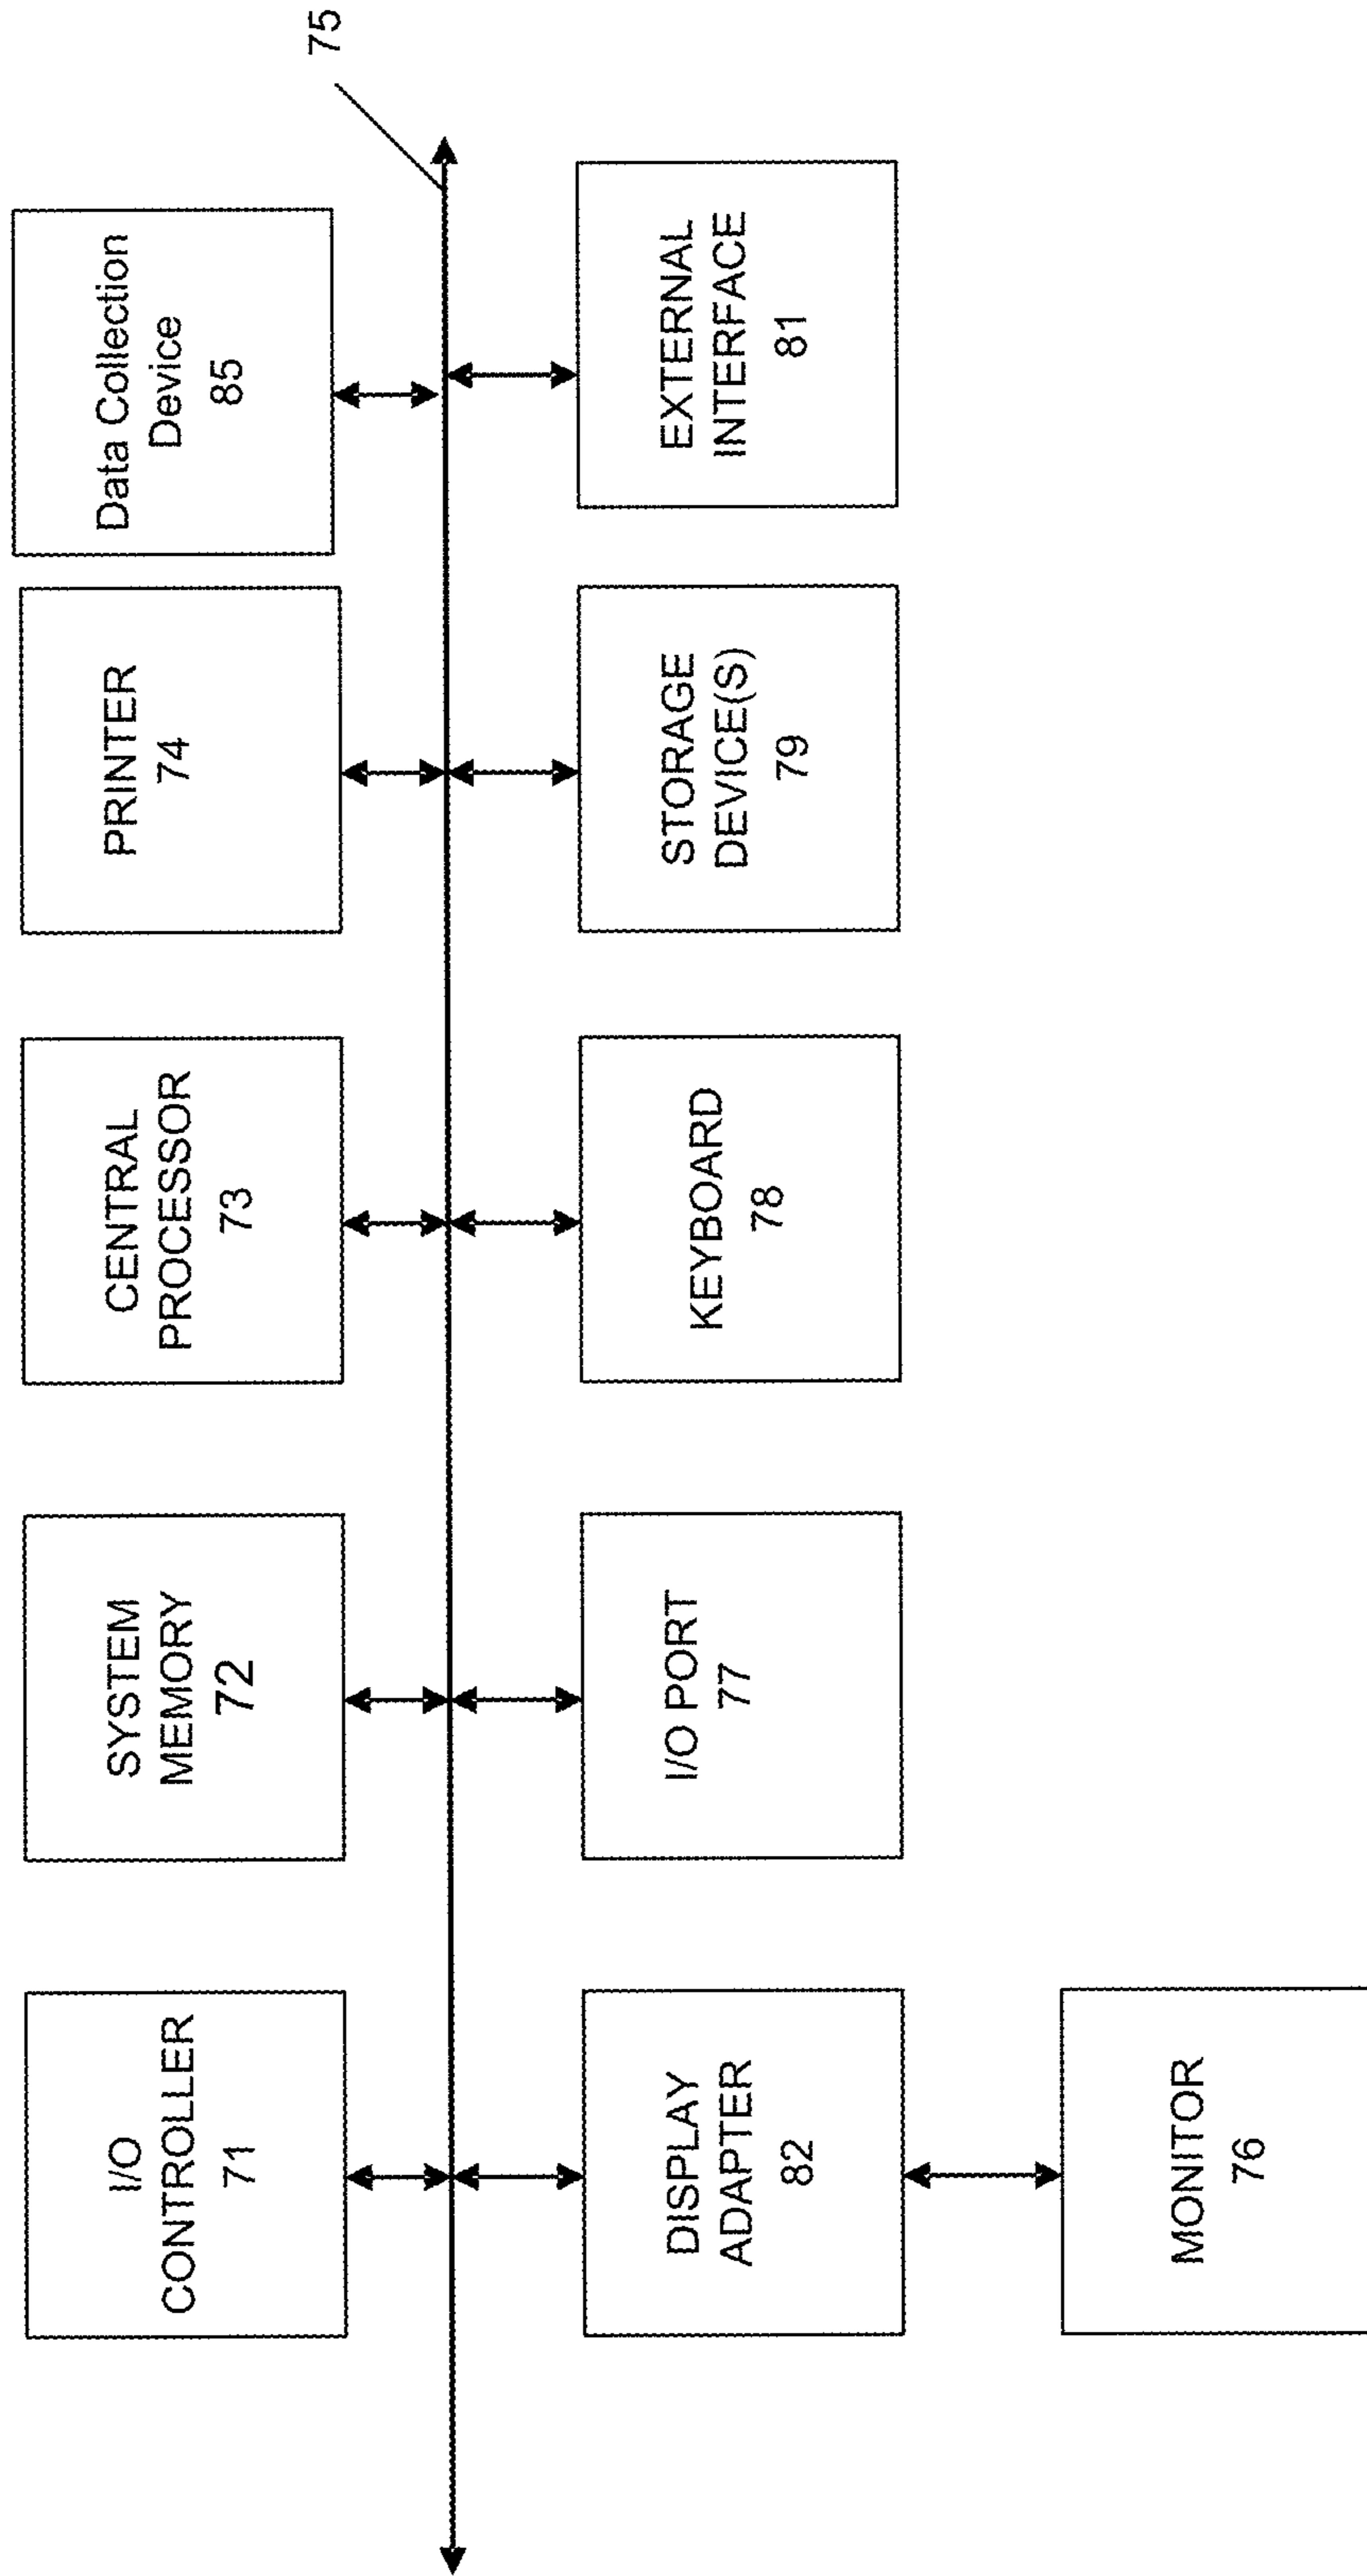 I/O
CONTROLLER
71
SYSTEM
MEMORY
72
CENTRAL
PROCESSOR
73
PRINTER
74
Data Collection
Device
85
75
DISPLAY
ADAPTER
82
I/O PORT
77
KEYBOARD
78
STORAGE
DEVICE(S)
79
EXTERNAL
INTERFACE
81
MONITOR
76